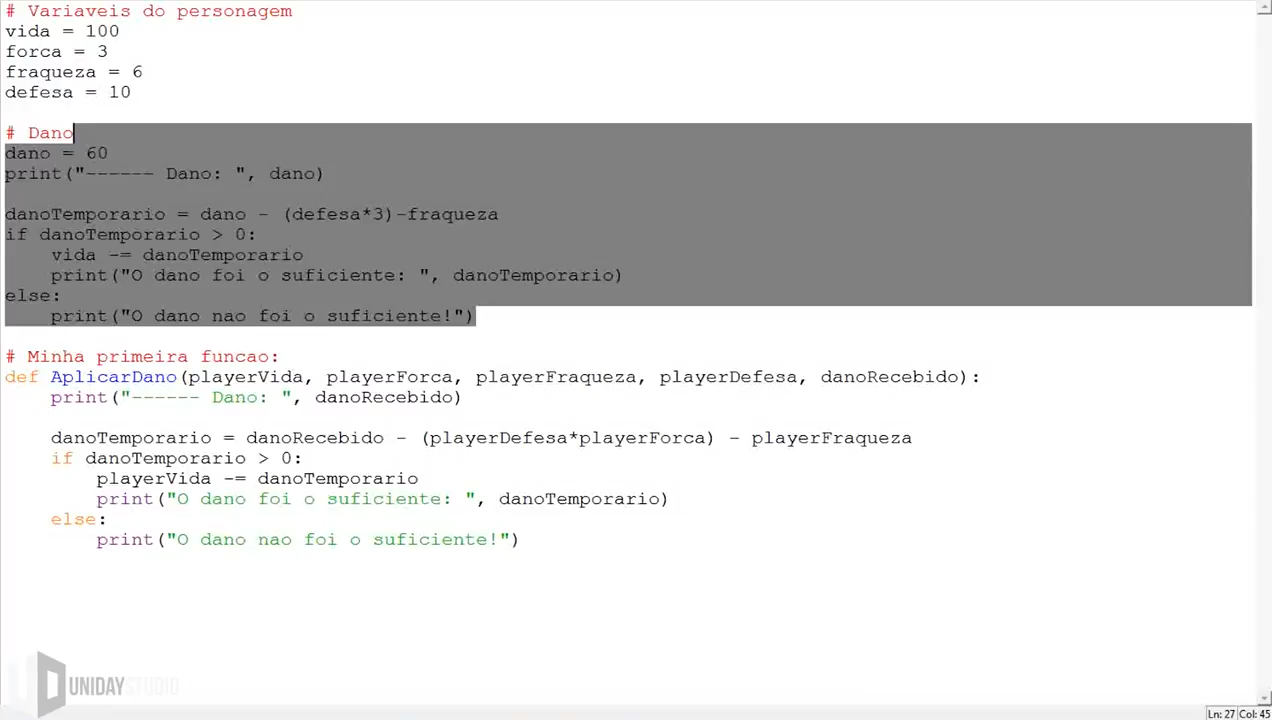 # Variaveis do personagem
vida = 100
forca = 3
fraqueza = 6
defesa = 10
# Dano
dano = 60
print("------ Dano: ", dano)
danoTemporario = dano - (defesa*3)-fraqueza
if danoTemporario > 0:
    vida -= danoTemporario
    print("O dano foi o suficiente: ", danoTemporario)
else:
    print("O dano nao foi o suficiente!")
# Minha primeira funcao:
def AplicarDano(playerVida, playerForca, playerFraqueza, playerDefesa, danoRecebido):
    print("------ Dano: ", danoRecebido)
    danoTemporario = danoRecebido - (playerDefesa*playerForca) - playerFraqueza
    if danoTemporario > 0:
        playerVida -= danoTemporario
        print("O dano foi o suficiente: ", danoTemporario)
    else:
        print("O dano nao foi o suficiente!")
UNIDAYSTUDIO
Ln: 27 Col: 45